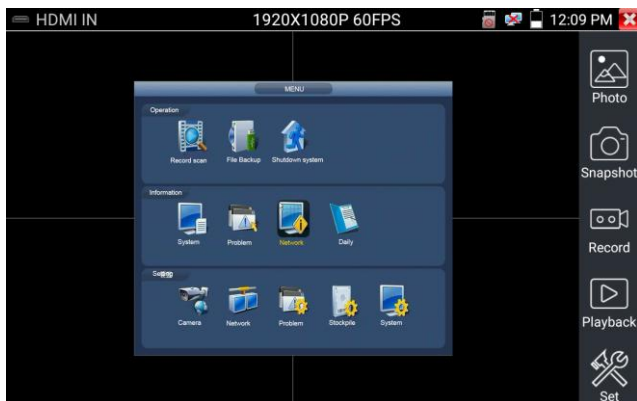 HDMI IN 1920X1080P 60FPS 12:09 PM
MENU
Operation
Record scan File Backup Shutdown system
Information
System Problem Network Daily
Setting
Camera Network Problem Stockpile System
Photo
Snapshot
Record
Playback
Set